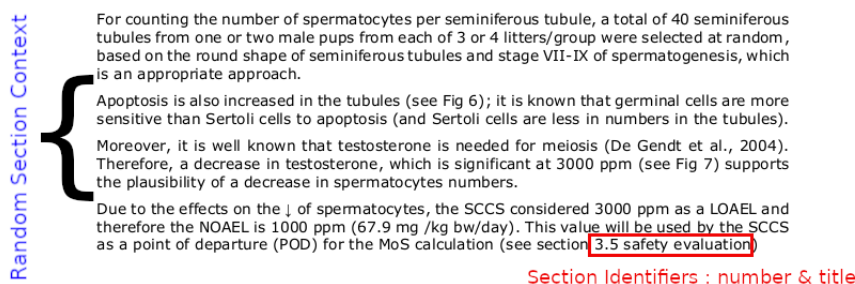 Random Section Context
For counting the number of spermatocytes per seminiferous tubule, a total of 40 seminiferous
tubules from one or two male pups from each of 3 or 4 litters/group were selected at random,
based on the round shape of seminiferous tubules and stage VII-IX of spermatogenesis, which
is an appropriate approach.
Apoptosis is also increased in the tubules (see Fig 6); it is known that germinal cells are more
sensitive than Sertoli cells to apoptosis (and Sertoli cells are less in numbers in the tubules).
Moreover, it is well known that testosterone is needed for meiosis (De Gendt et al., 2004).
Therefore, a decrease in testosterone, which is significant at 3000 ppm (see Fig 7) supports
the plausibility of a decrease in spermatocytes numbers.
Due to the effects on the ↓ of spermatocytes, the SCCS considered 3000 ppm as a LOAEL and
therefore the NOAEL is 1000 ppm (67.9 mg /kg bw/day). This value will be used by the SCCS
as a point of departure (POD) for the MoS calculation (see section 3.5 safety evaluation)
Section Identifiers : number & title